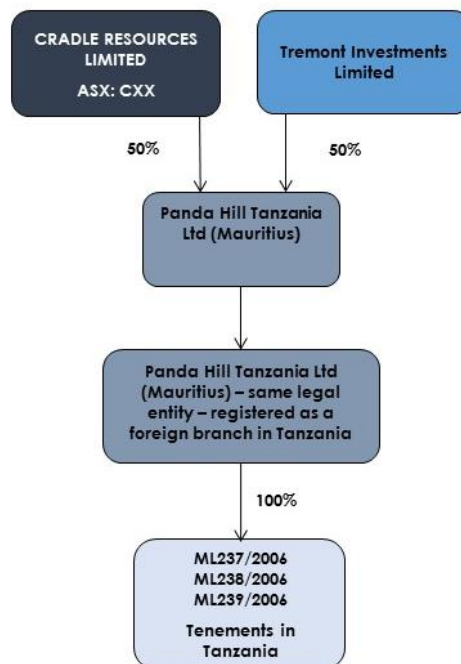 CRADLE RESOURCES
LIMITED
ASX: CXX
Tremont Investments
Limited
50%
50%
Panda Hill Tanzania
Ltd (Mauritius)
Panda Hill Tanzania Ltd
(Mauritius) – same legal
entity – registered as a
foreign branch in Tanzania
100%
ML237/2006
ML238/2006
ML239/2006
Tenements in
Tanzania